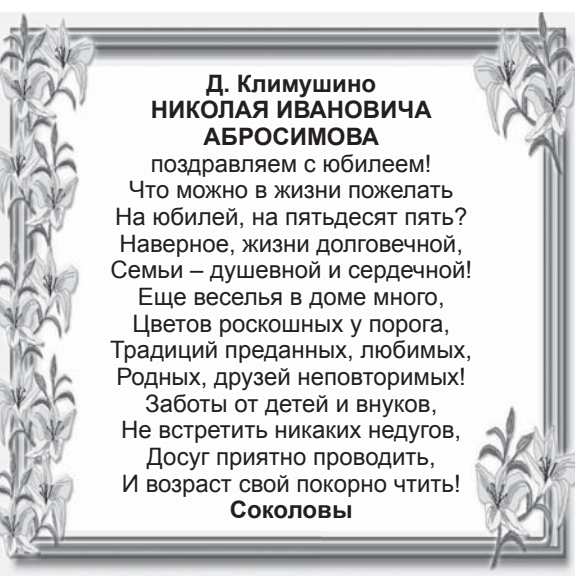 Д. Климушино
НИКОЛАЯ ИВАНОВИЧА
АБРОСИМОВА
поздравляем с юбилеем!
Что можно в жизни пожелать
На юбилей, на пятьдесят пять?
Наверное, жизни долговечной,
Семьи – душевной и сердечной!
Еще веселья в доме много,
Цветов роскошных у порога,
Традиций преданных, любимых,
Родных, друзей неповторимых!
Заботы от детей и внуков,
Не встретить никаких недугов,
Досуг приятно проводить,
И возраст свой покорно чтить!
Соколовы